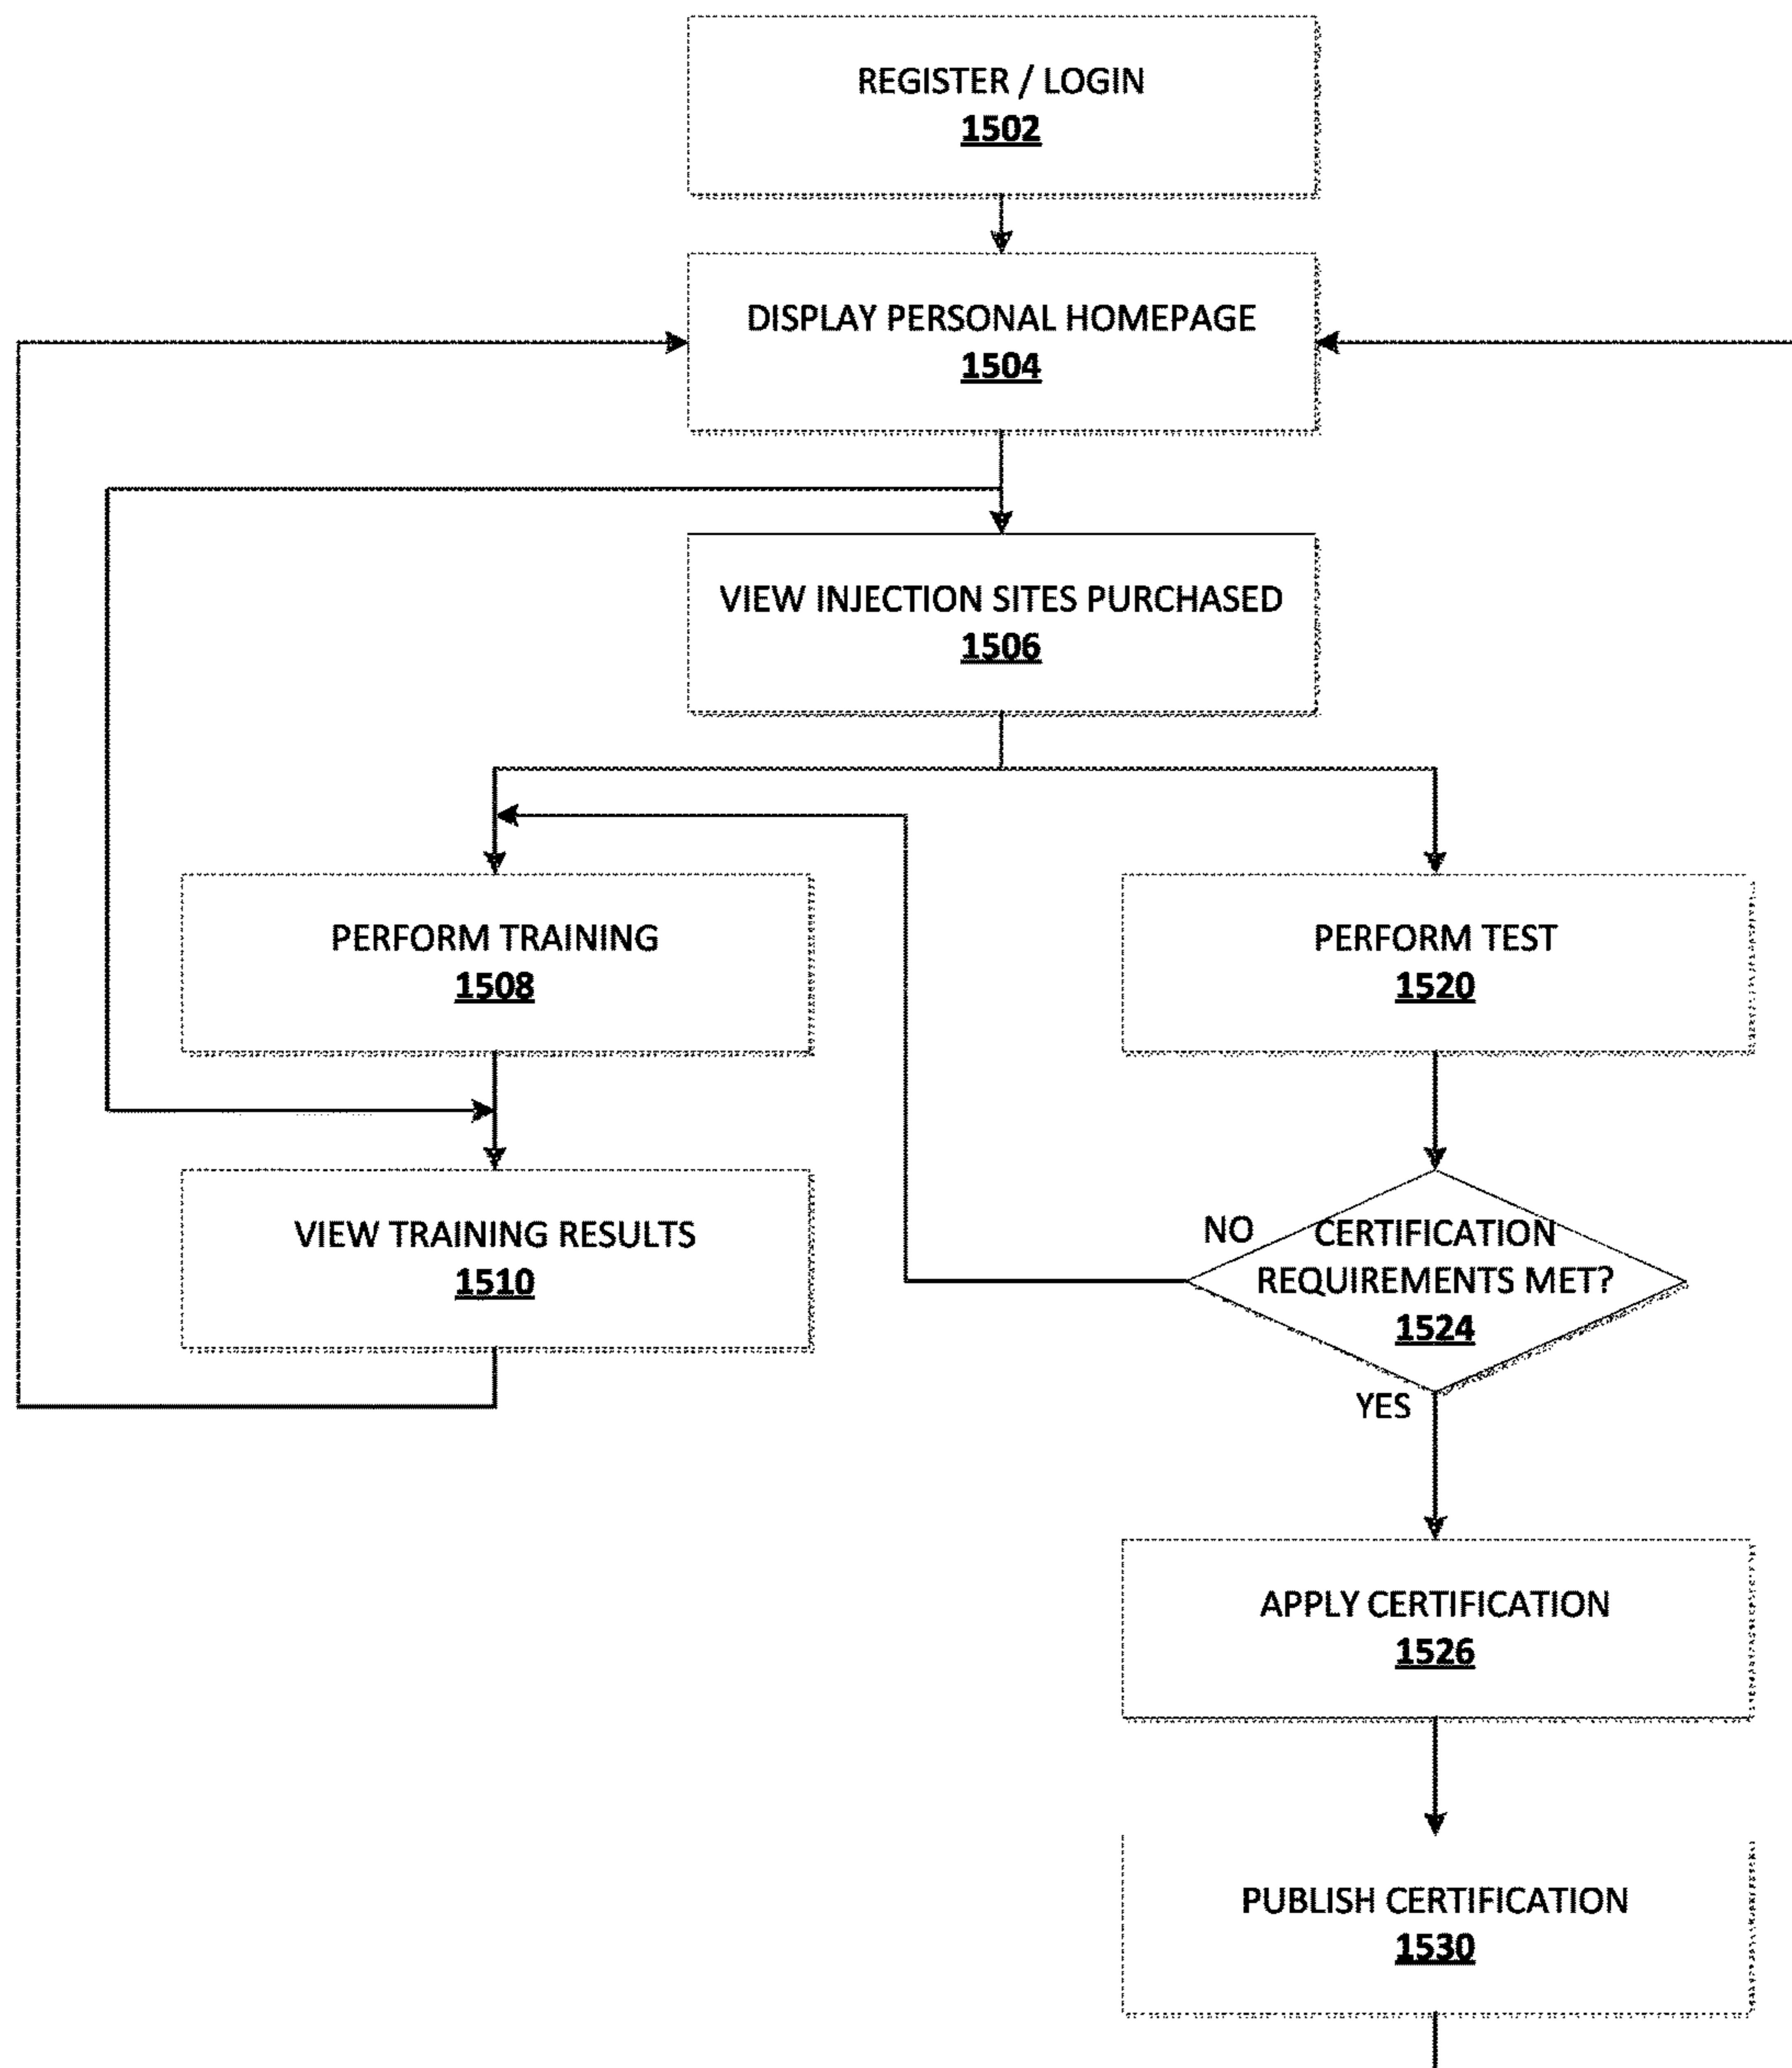 REGISTER / LOGIN
1502
DISPLAY PERSONAL HOMEPAGE
1504
VIEW INJECTION SITES PURCHASED
1506
PERFORM TRAINING
1508
PERFORM TEST
1520
VIEW TRAINING RESULTS
1510
NO
CERTIFICATION
REQUIREMENTS MET?
1524
YES
APPLY CERTIFICATION
1526
PUBLISH CERTIFICATION
1530